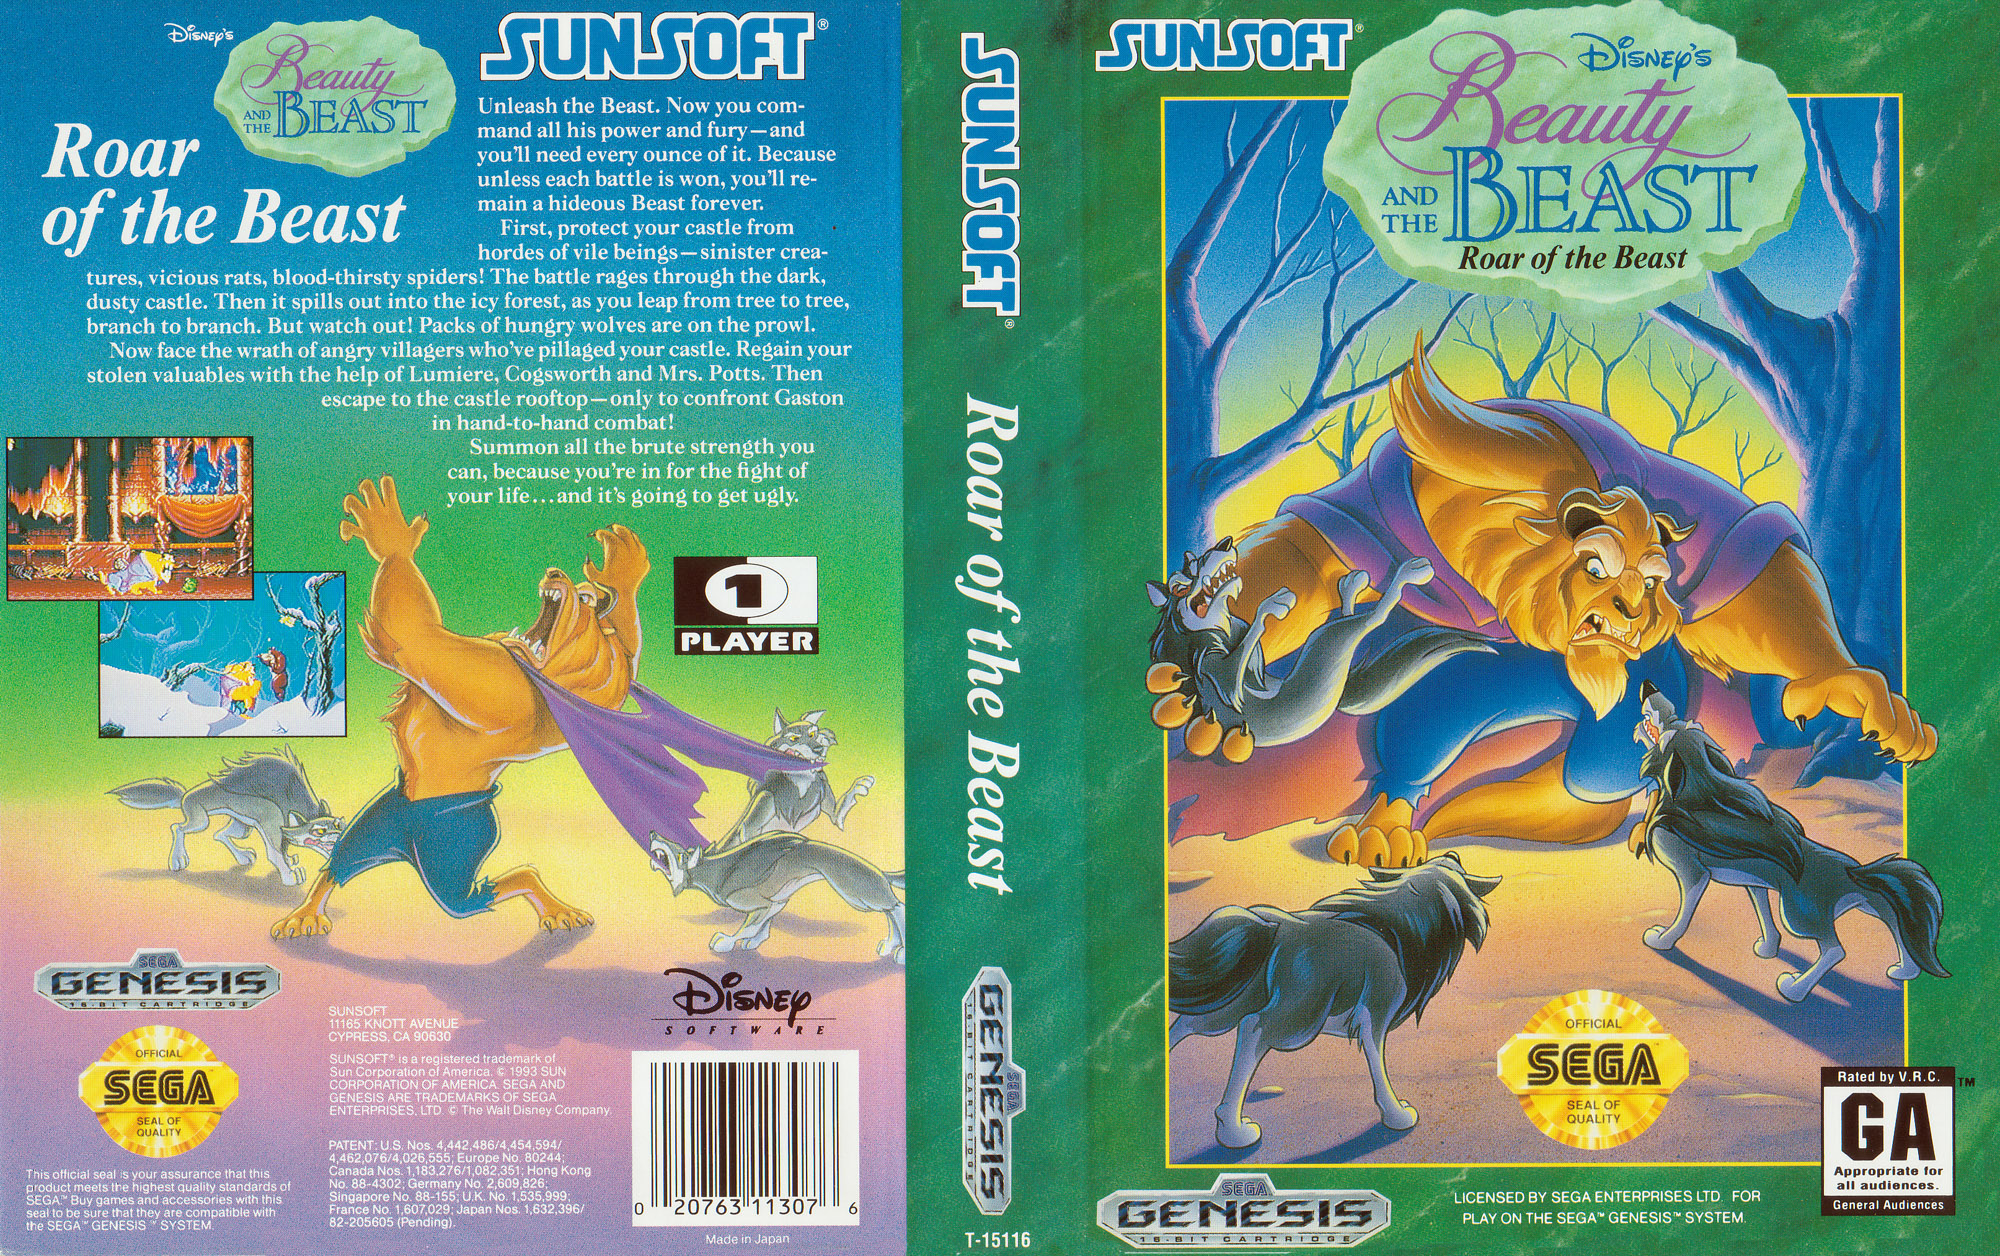 Disney's
Beauty
AND
THE BEAST
Roar
of the Beast
SUNSOFT®
Unleash the Beast. Now you com-
mand all his power and fury—and
you'll need every ounce of it. Because
unless each battle is won, you'll re-
main a hideous Beast forever.
First, protect your castle from
hordes of vile beings—sinister crea-
tures, vicious rats, blood-thirsty spiders! The battle rages through the dark,
dusty castle. Then it spills out into the icy forest, as you leap from tree to tree,
branch to branch. But watch out! Packs of hungry wolves are on the prowl.
Now face the wrath of angry villagers who've pillaged your castle. Regain your
stolen valuables with the help of Lumiere, Cogsworth and Mrs. Potts. Then
escape to the castle rooftop—only to confront Gaston
in hand-to-hand combat!
Summon all the brute strength you
can, because you're in for the fight of
your life...and it's going to get ugly.
1
PLAYER
SEGA
GENESIS
16-BIT CARTRIDGE
OFFICIAL
SEGA
SEAL OF
QUALITY
This official seal is your assurance that this
product meets the highest quality standards of
SEGA.™ Buy games and accessories with this
seal to be sure that they are compatible with
the SEGA™ GENESIS™ SYSTEM.
SUNSOFT
11165 KNOTT AVENUE
CYPRESS, CA 90630
SUNSOFT® is a registered trademark of
Sun Corporation of America. © 1993 SUN
CORPORATION OF AMERICA. SEGA AND
GENESIS ARE TRADEMARKS OF SEGA
ENTERPRISES, LTD. © The Walt Disney Company.
PATENT: U.S. Nos. 4,442,486/4,454,594/
4,462,076/4,026,555; Europe No. 80244;
Canada Nos. 1,183,276/1,082,351; Hong Kong
No. 88-4302; Germany No. 2,609,826;
Singapore No. 88-155; U.K. No. 1,535,999;
France No. 1,607,029; Japan Nos. 1,632,396/
82-205605 (Pending).
Disney
SOFTWARE
0 20763 11307 6
Made in Japan
SUNSOFT®
Roar of the Beast
SEGA
GENESIS
16-BIT CARTRIDGE
T-15116
SUNSOFT®
Disney's
Beauty
AND
THE BEAST
Roar of the Beast
OFFICIAL
SEGA
SEAL OF
QUALITY
Rated by V.R.C. ™
GA
Appropriate for
all audiences.
General Audiences
SEGA
GENESIS
16-BIT CARTRIDGE
LICENSED BY SEGA ENTERPRISES LTD. FOR
PLAY ON THE SEGA™ GENESIS™ SYSTEM.